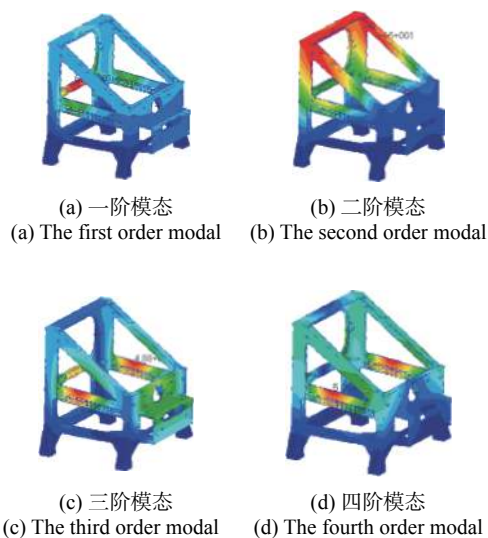 (a) 一阶模态
(a) The first order modal
(b) 二阶模态
(b) The second order modal
(c) 三阶模态
(c) The third order modal
(d) 四阶模态
(d) The fourth order modal